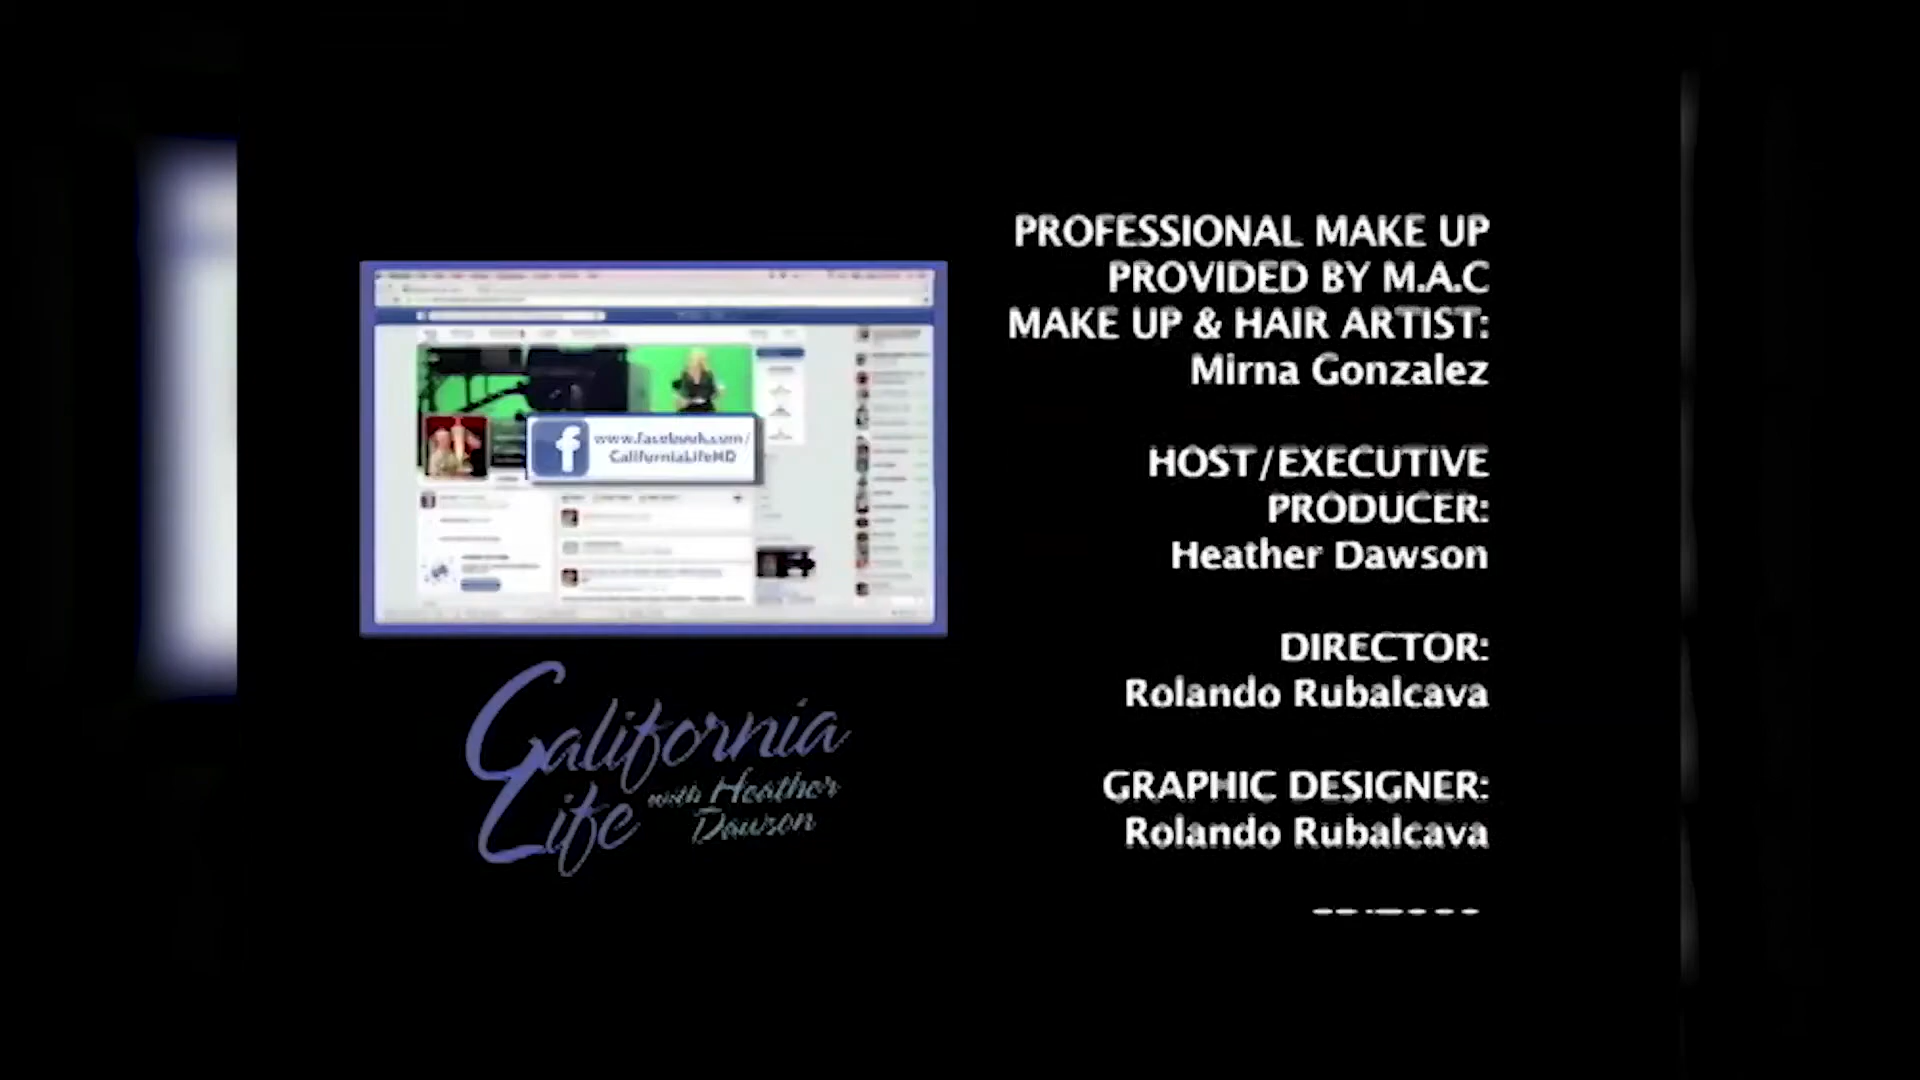 PROFESSIONAL MAKE UP
PROVIDED BY M.A.C
MAKE UP & HAIR ARTIST:
Mirna Gonzalez
HOST/EXECUTIVE
PRODUCER:
Heather Dawson
DIRECTOR:
Rolando Rubalcava
GRAPHIC DESIGNER:
Rolando Rubalcava
f www.facebook.com/
CaliforniaLifeHD
California
Life with Heather
Dawson